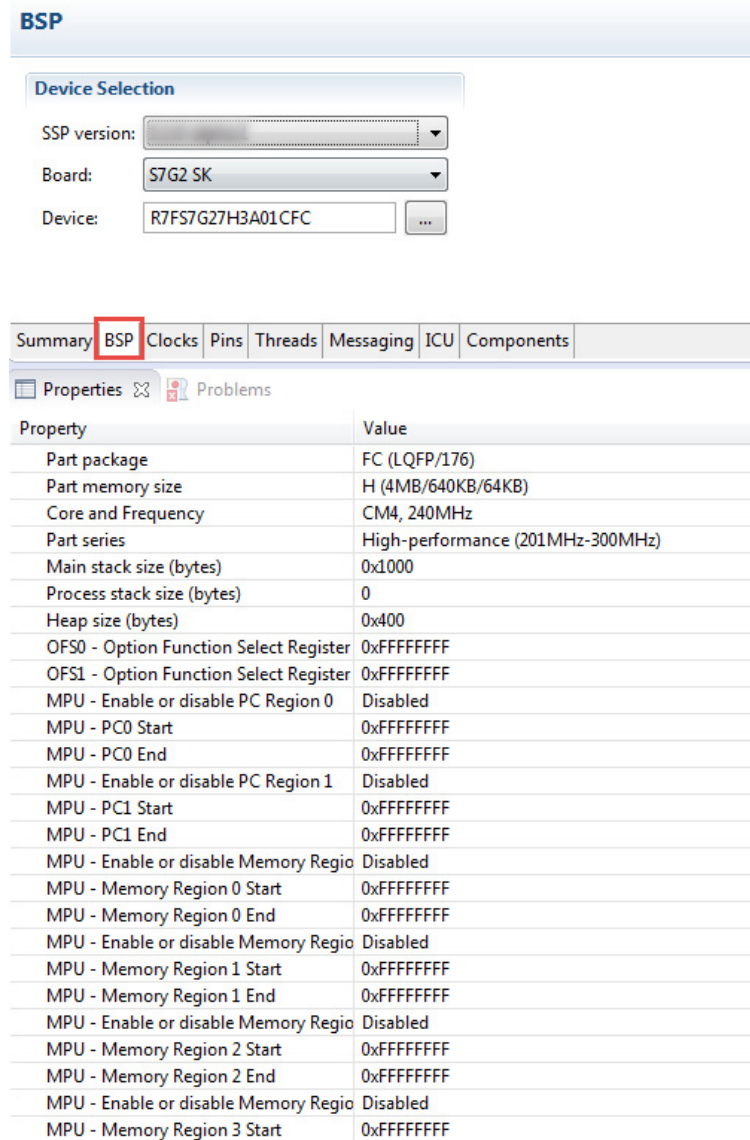 BSP
Device Selection
SSP version:
Board: S7G2 SK
Device: R7FS7G27H3A01CFC ...
Summary BSP Clocks Pins Threads Messaging ICU Components
Properties Problems
Property Value
Part package FC (LQFP/176)
Part memory size H (4MB/640KB/64KB)
Core and Frequency CM4, 240MHz
Part series High-performance (201MHz-300MHz)
Main stack size (bytes) 0x1000
Process stack size (bytes) 0
Heap size (bytes) 0x400
OFS0 - Option Function Select Register 0xFFFFFFFF
OFS1 - Option Function Select Register 0xFFFFFFFF
MPU - Enable or disable PC Region 0 Disabled
MPU - PC0 Start 0xFFFFFFFF
MPU - PC0 End 0xFFFFFFFF
MPU - Enable or disable PC Region 1 Disabled
MPU - PC1 Start 0xFFFFFFFF
MPU - PC1 End 0xFFFFFFFF
MPU - Enable or disable Memory Regio Disabled
MPU - Memory Region 0 Start 0xFFFFFFFF
MPU - Memory Region 0 End 0xFFFFFFFF
MPU - Enable or disable Memory Regio Disabled
MPU - Memory Region 1 Start 0xFFFFFFFF
MPU - Memory Region 1 End 0xFFFFFFFF
MPU - Enable or disable Memory Regio Disabled
MPU - Memory Region 2 Start 0xFFFFFFFF
MPU - Memory Region 2 End 0xFFFFFFFF
MPU - Enable or disable Memory Regio Disabled
MPU - Memory Region 3 Start 0xFFFFFFFF